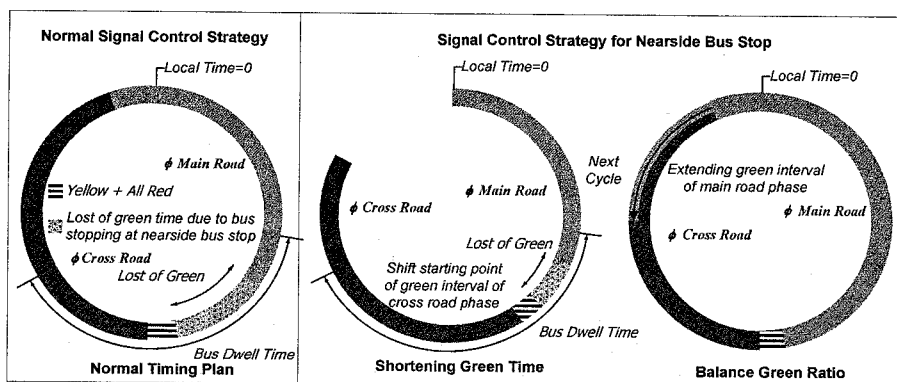 Normal Signal Control Strategy
Local Time=0
ϕ Main Road
Yellow + All Red
Lost of green time due to bus
stopping at nearside bus stop
ϕ Cross Road
Lost of Green
Bus Dwell Time
Normal Timing Plan
Signal Control Strategy for Nearside Bus Stop
Local Time=0
ϕ Main Road
ϕ Cross Road
Lost of Green
Shift starting point
of green interval of
cross road phase
Bus Dwell Time
Shortening Green Time
Next
Cycle
Local Time=0
Extending green interval
of main road phase
ϕ Main Road
ϕ Cross Road
Balance Green Ratio